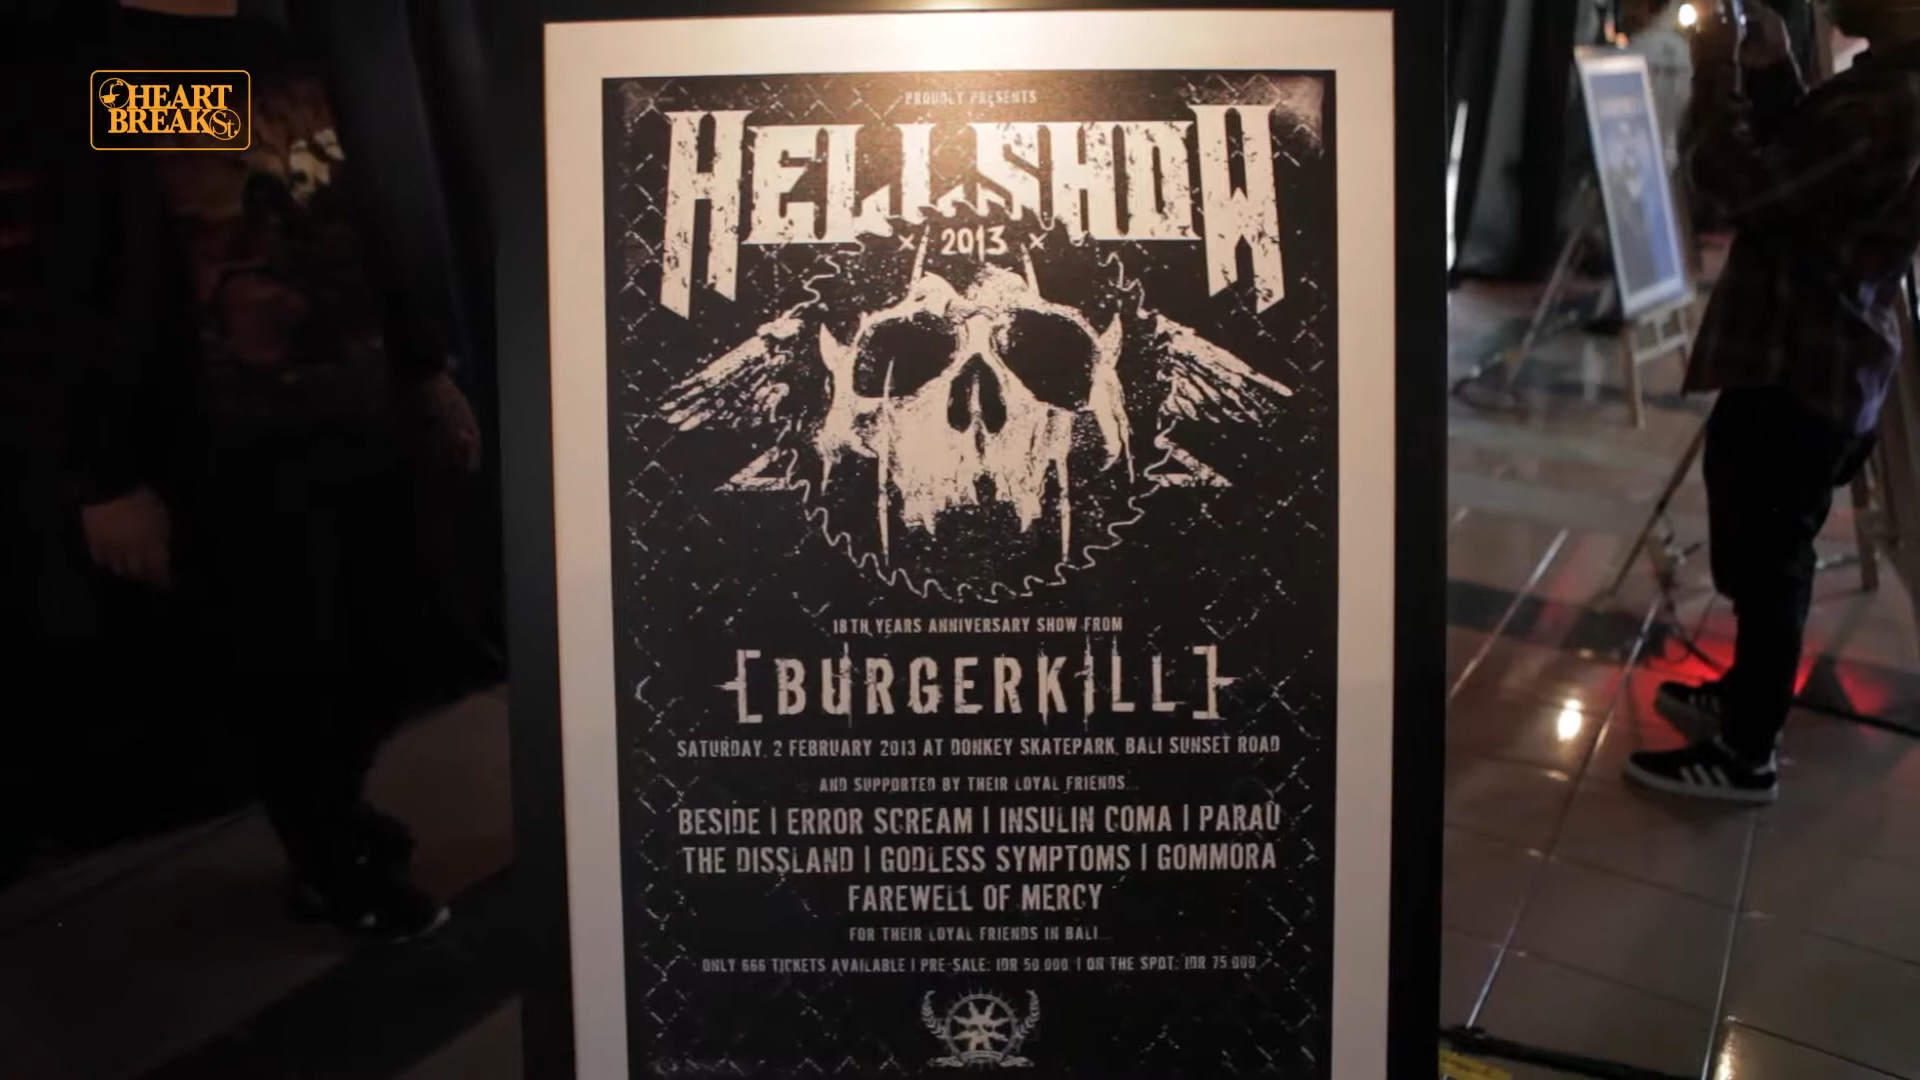 HEART
BREAKSt.
PROUDLY PRESENTS
HELLSHOW
× 2013 ×
18TH YEARS ANNIVERSARY SHOW FROM
[BURGERKILL]
SATURDAY, 2 FEBRUARY 2013 AT DONKEY SKATEPARK, BALI SUNSET ROAD
AND SUPPORTED BY THEIR LOYAL FRIENDS...
BESIDE | ERROR SCREAM | INSULIN COMA | PARAU
THE DISSLAND | GODLESS SYMPTOMS | GOMMORA
FAREWELL OF MERCY
FOR THEIR LOYAL FRIENDS IN BALI...
ONLY 666 TICKETS AVAILABLE | PRE-SALE: IDR 50.000 | ON THE SPOT: IDR 75.000